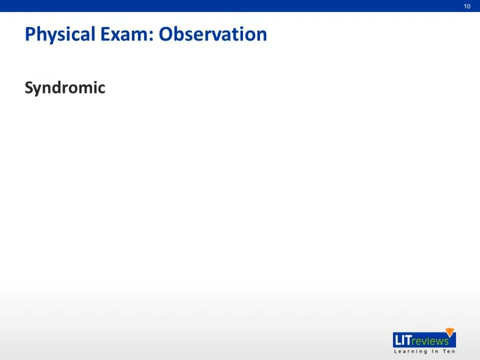 10
Physical Exam: Observation
Syndromic
LITreviews
Learning In Ten